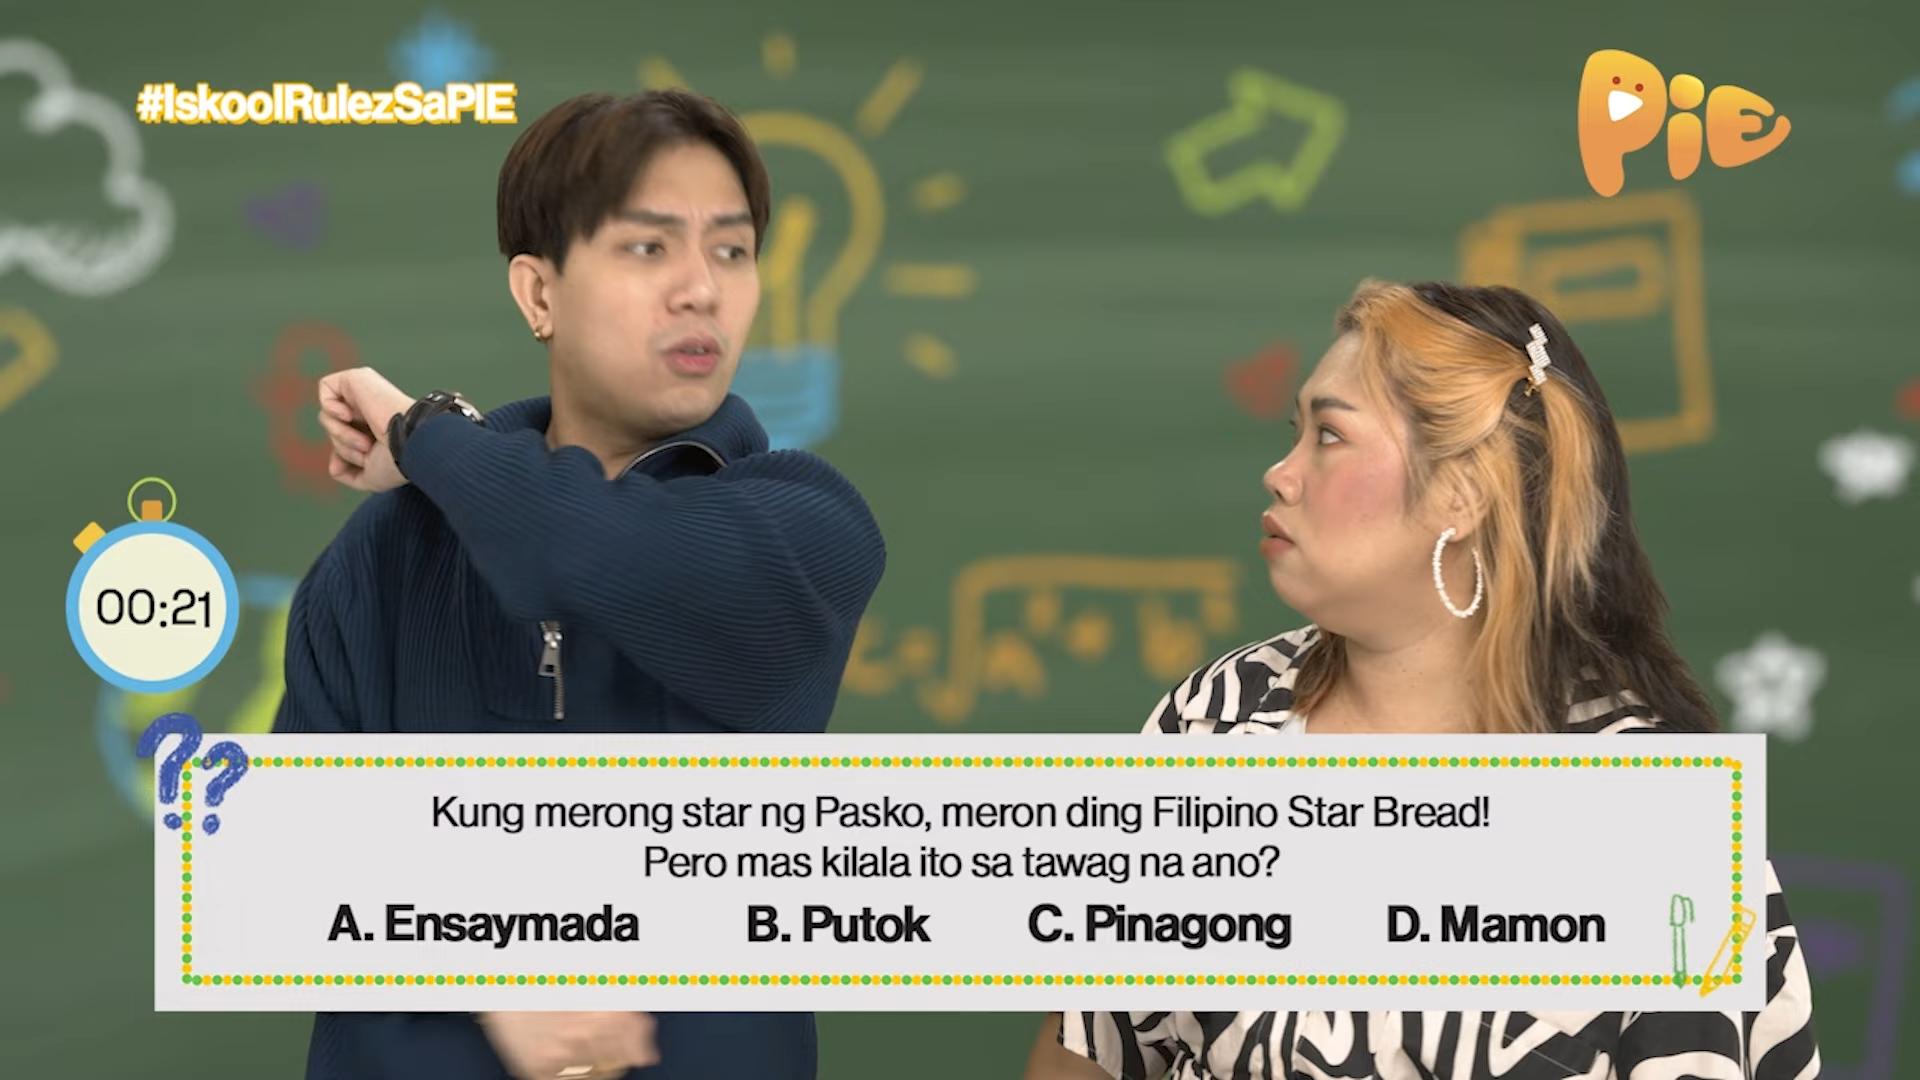 #IskoolRulezSaPIE
PiE
00:21
??
Kung merong star ng Pasko, meron ding Filipino Star Bread!
Pero mas kilala ito sa tawag na ano?
A. Ensaymada B. Putok C. Pinagong D. Mamon